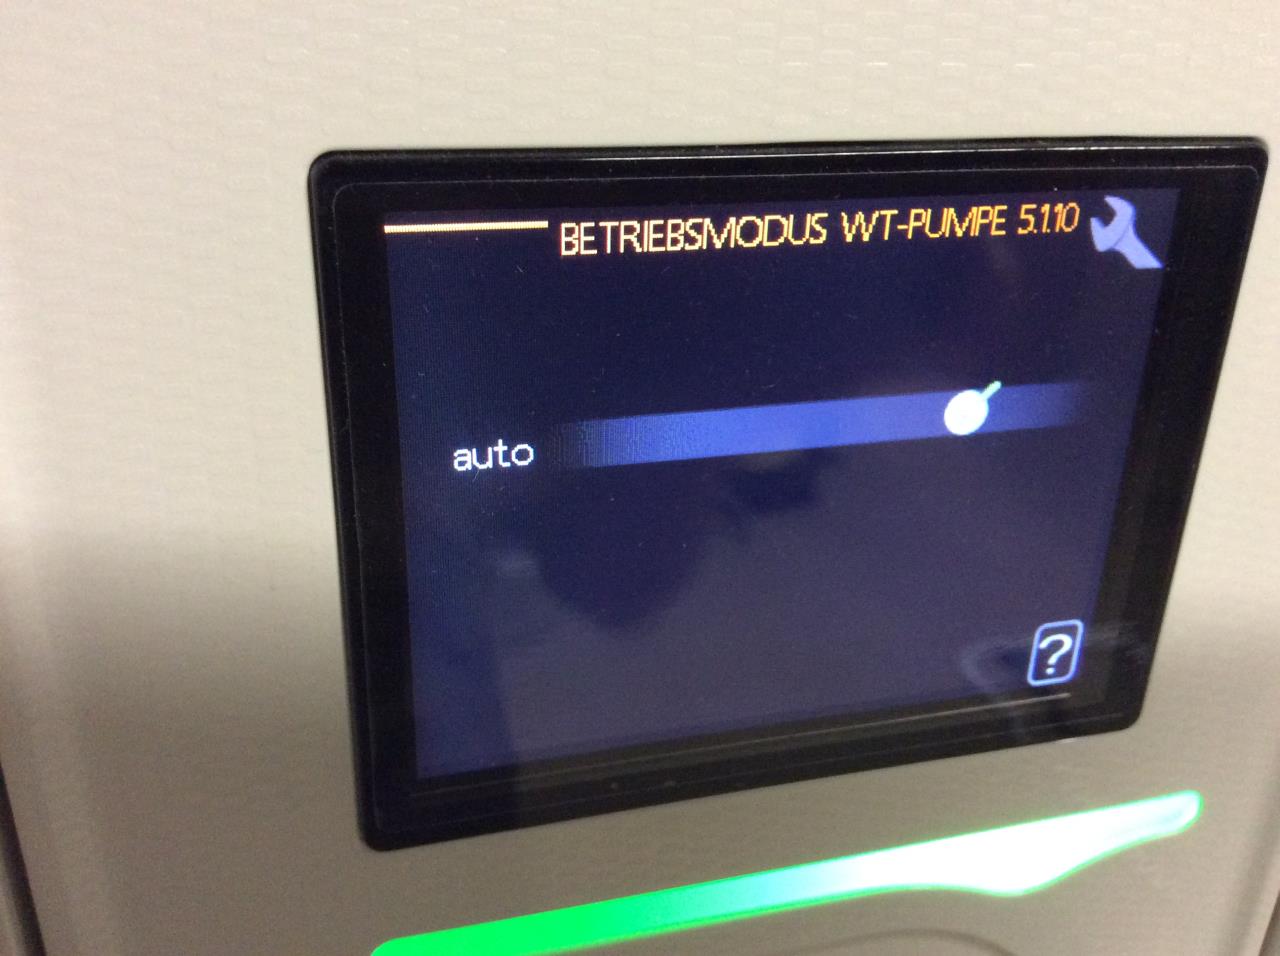 BETRIEBSMODUS WT-PUMPE 5.1.10
auto
?